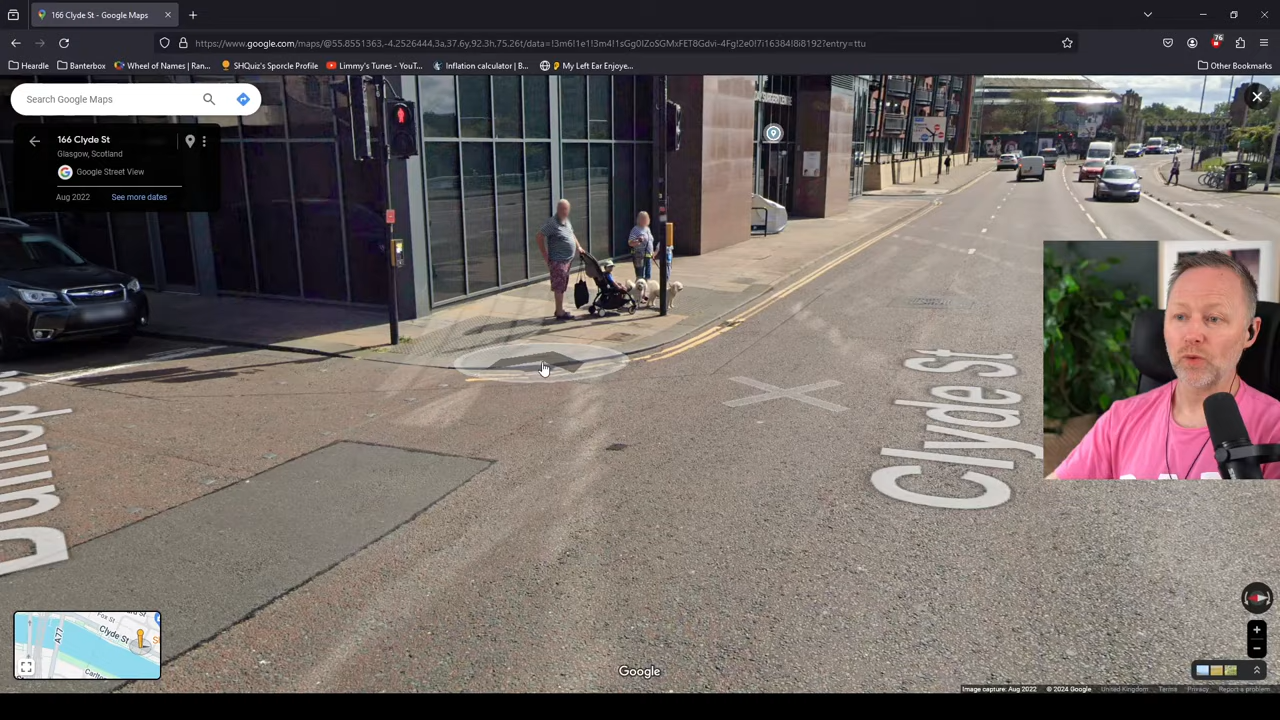 166 Clyde St - Google Maps
https://www.google.com/maps/@55.8551363,-4.2526444,3a,37.6y,92.3h,75.26t/data=!3m6!1e1!3m4!1sGg0IZoSGMxFET8Gdvi-4Fg!2e0!7i16384!8i8192?entry=ttu
76
Heardle
Banterbox
Wheel of Names | Ran...
SHQuiz's Sporcle Profile
Limmy's Tunes - YouT...
Inflation calculator | B...
My Left Ear Enjoye...
Other Bookmarks
Search Google Maps
166 Clyde St
Glasgow, Scotland
Google Street View
Aug 2022
See more dates
Clyde St
A77
Fox St
Clyde St
Google
Image capture: Aug 2022
© 2024 Google
United Kingdom
Terms
Privacy
Report a problem